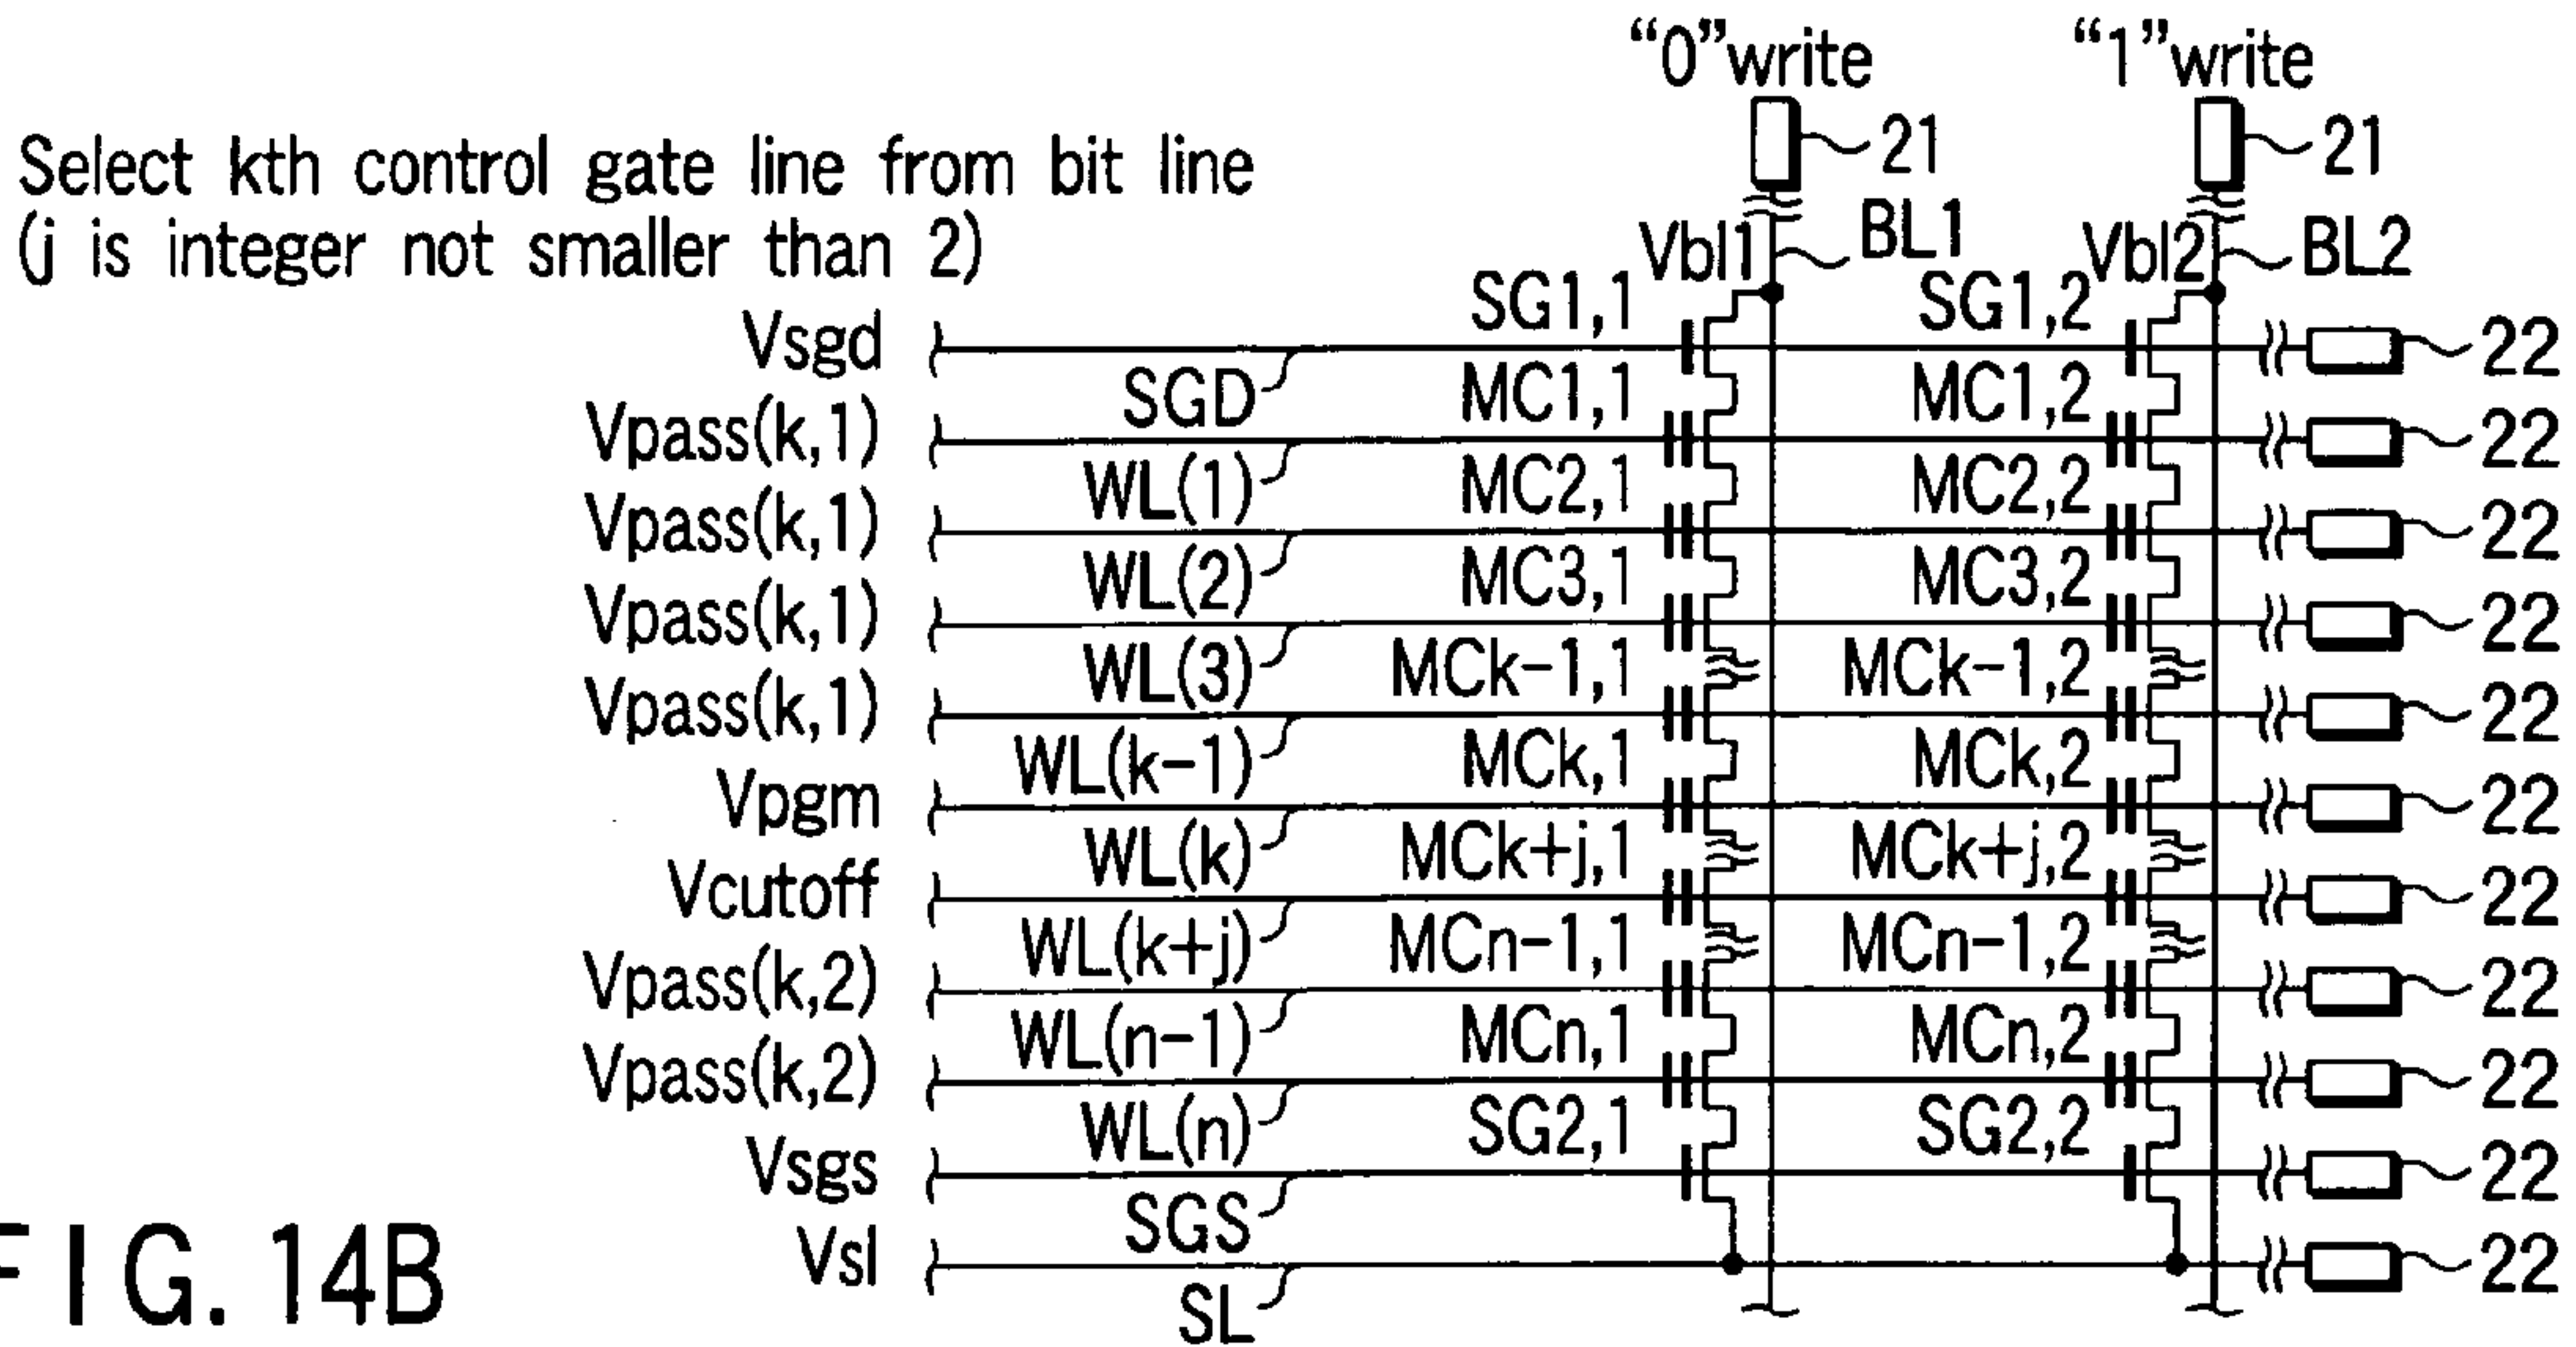 “0”write “1”write
21 21
Select kth control gate line from bit line
(j is integer not smaller than 2)
Vbl1 BL1 Vbl2 BL2
SG1,1 SG1,2
Vsgd 22
SGD MC1,1 MC1,2
Vpass(k,1) 22
WL(1) MC2,1 MC2,2
Vpass(k,1) 22
WL(2) MC3,1 MC3,2
Vpass(k,1) 22
WL(3) MCk-1,1 MCk-1,2
Vpass(k,1) 22
WL(k-1) MCk,1 MCk,2
Vpgm 22
WL(k) MCk+j,1 MCk+j,2
Vcutoff 22
WL(k+j) MCn-1,1 MCn-1,2
Vpass(k,2) 22
WL(n-1) MCn,1 MCn,2
Vpass(k,2) 22
WL(n) SG2,1 SG2,2
Vsgs 22
SGS
Vsl 22
SL
FIG. 14B